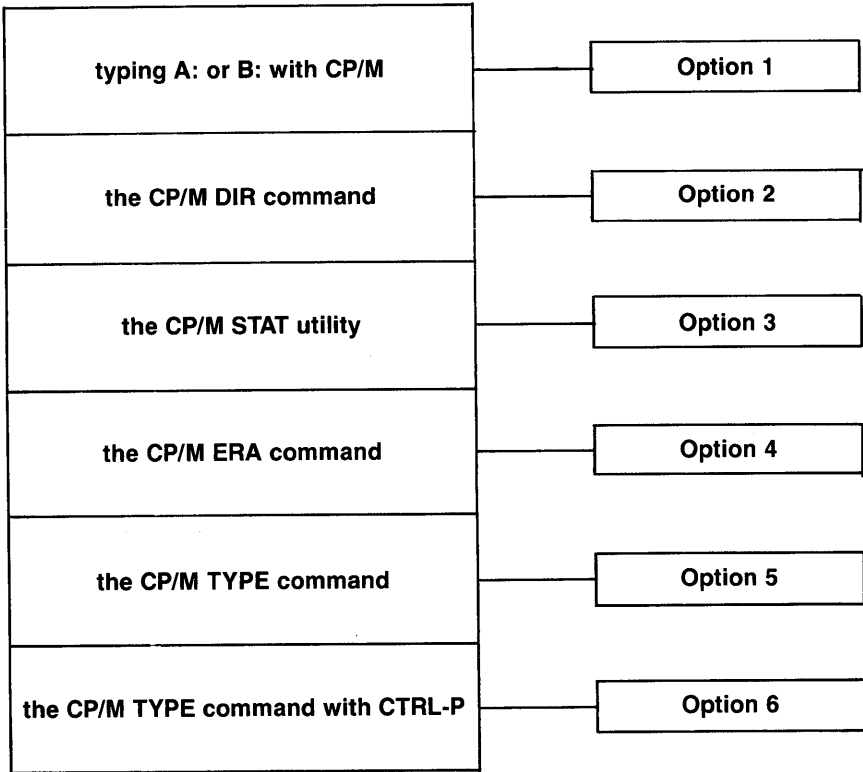 typing A: or B: with CP/M
Option 1
the CP/M DIR command
Option 2
the CP/M STAT utility
Option 3
the CP/M ERA command
Option 4
the CP/M TYPE command
Option 5
the CP/M TYPE command with CTRL-P
Option 6